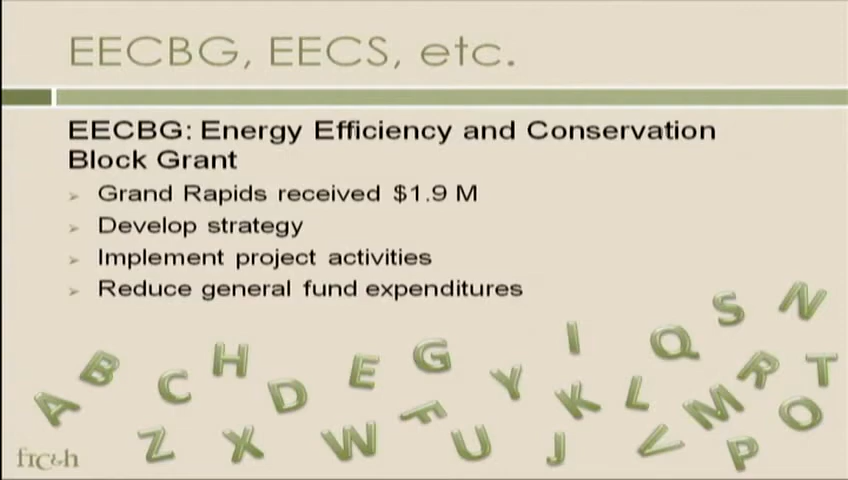 EECBG, EECS, etc.
EECBG: Energy Efficiency and Conservation
Block Grant
Grand Rapids received $1.9 M
Develop strategy
Implement project activities
Reduce general fund expenditures
S N
I Q
H E G R T
A B C D Y K L M O
Z X W F U J V P
ftc&h